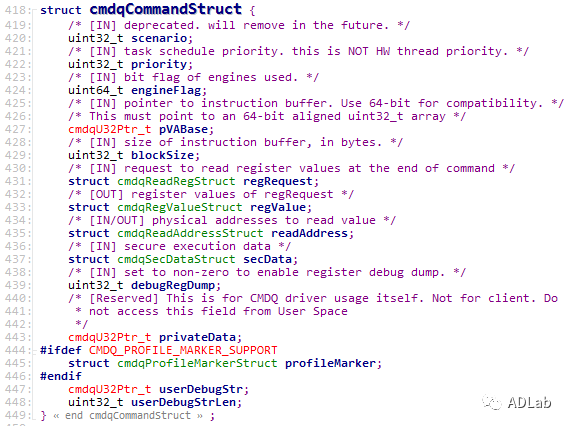 418: struct cmdqCommandStruct {
419: /* [IN] deprecated. will remove in the future. */
420: uint32_t scenario;
421: /* [IN] task schedule priority. this is NOT HW thread priority. */
422: uint32_t priority;
423: /* [IN] bit flag of engines used. */
424: uint64_t engineFlag;
425: /* [IN] pointer to instruction buffer. Use 64-bit for compatibility. */
426: /* This must point to an 64-bit aligned uint32_t array */
427: cmdqU32Ptr_t pVABase;
428: /* [IN] size of instruction buffer, in bytes. */
429: uint32_t blockSize;
430: /* [IN] request to read register values at the end of command */
431: struct cmdqReadRegStruct regRequest;
432: /* [OUT] register values of regRequest */
433: struct cmdqRegValueStruct regValue;
434: /* [IN/OUT] physical addresses to read value */
435: struct cmdqReadAddressStruct readAddress;
436: /* [IN] secure execution data */
437: struct cmdqSecDataStruct secData;
438: /* [IN] set to non-zero to enable register debug dump. */
439: uint32_t debugRegDump;
440: /* [Reserved] This is for CMDQ driver usage itself. Not for client. Do
441: * not access this field from User Space
442: */
443: cmdqU32Ptr_t privateData;
444: #ifdef CMDQ_PROFILE_MARKER_SUPPORT
445: struct cmdqProfileMarkerStruct profileMarker;
446: #endif
447: cmdqU32Ptr_t userDebugStr;
448: uint32_t userDebugStrLen;
449: } « end cmdqCommandStruct » ;
ADLab